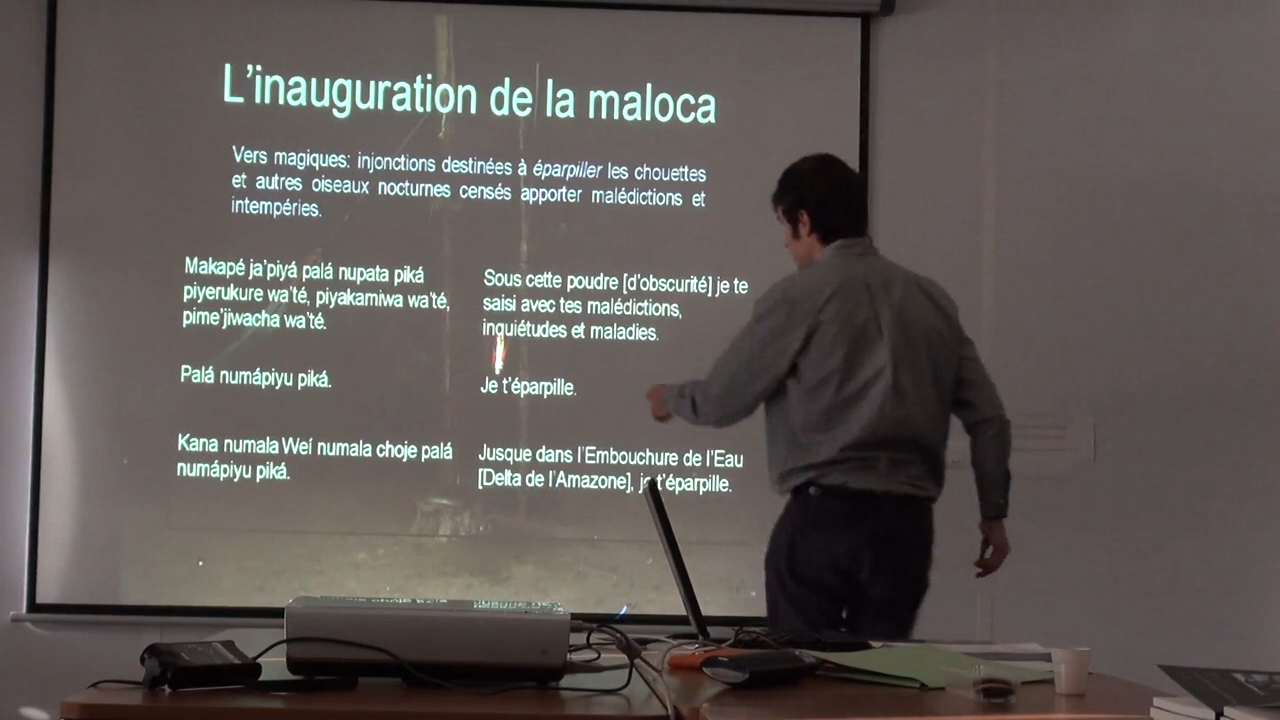 L'inauguration de la maloca
Vers magiques: injonctions destinées à éparpiller les chouettes
et autres oiseaux nocturnes censés apporter malédictions et
intempéries.
Makapé ja'piyá palá nupata piká
piyerukure wa'té, piyakamiwa wa'té,
pime'jiwacha wa'té.
Sous cette poudre [d'obscurité] je te
saisi avec tes malédictions,
inquiétudes et maladies.
Palá numápiyu piká.
Je t'éparpille.
Kana numala Weí numala choje palá
numápiyu piká.
Jusque dans l'Embouchure de l'Eau
[Delta de l'Amazone], je t'éparpille.